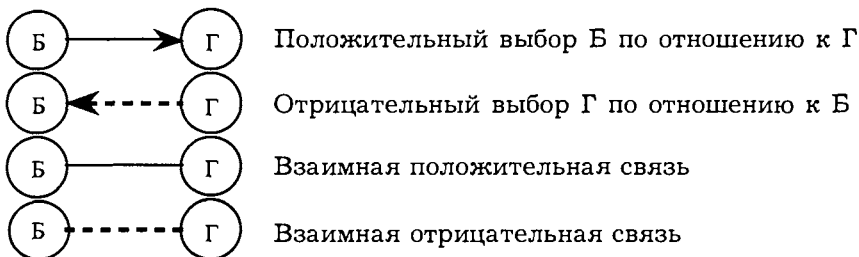 Б Г Положительный выбор Б по отношению к Г
Б Г Отрицательный выбор Г по отношению к Б
Б Г Взаимная положительная связь
Б Г Взаимная отрицательная связь